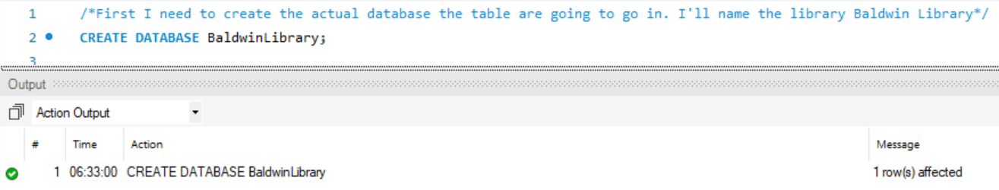 1 /*First I need to create the actual database the table are going to go in. I'll name the library Baldwin Library*/
2 CREATE DATABASE BaldwinLibrary;
3
Output
Action Output
# Time Action Message
1 06:33:00 CREATE DATABASE BaldwinLibrary 1 row(s) affected